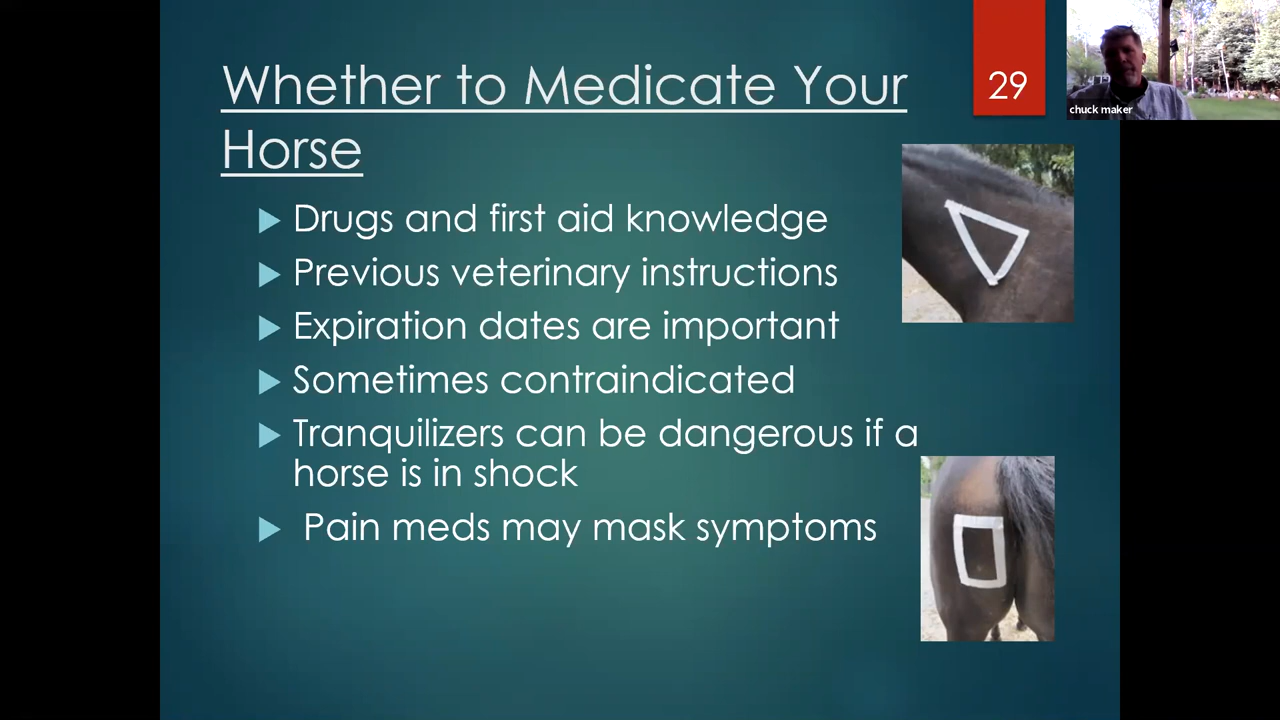 Whether to Medicate Your
Horse
29
chuck maker
Drugs and first aid knowledge
Previous veterinary instructions
Expiration dates are important
Sometimes contraindicated
Tranquilizers can be dangerous if a
horse is in shock
Pain meds may mask symptoms